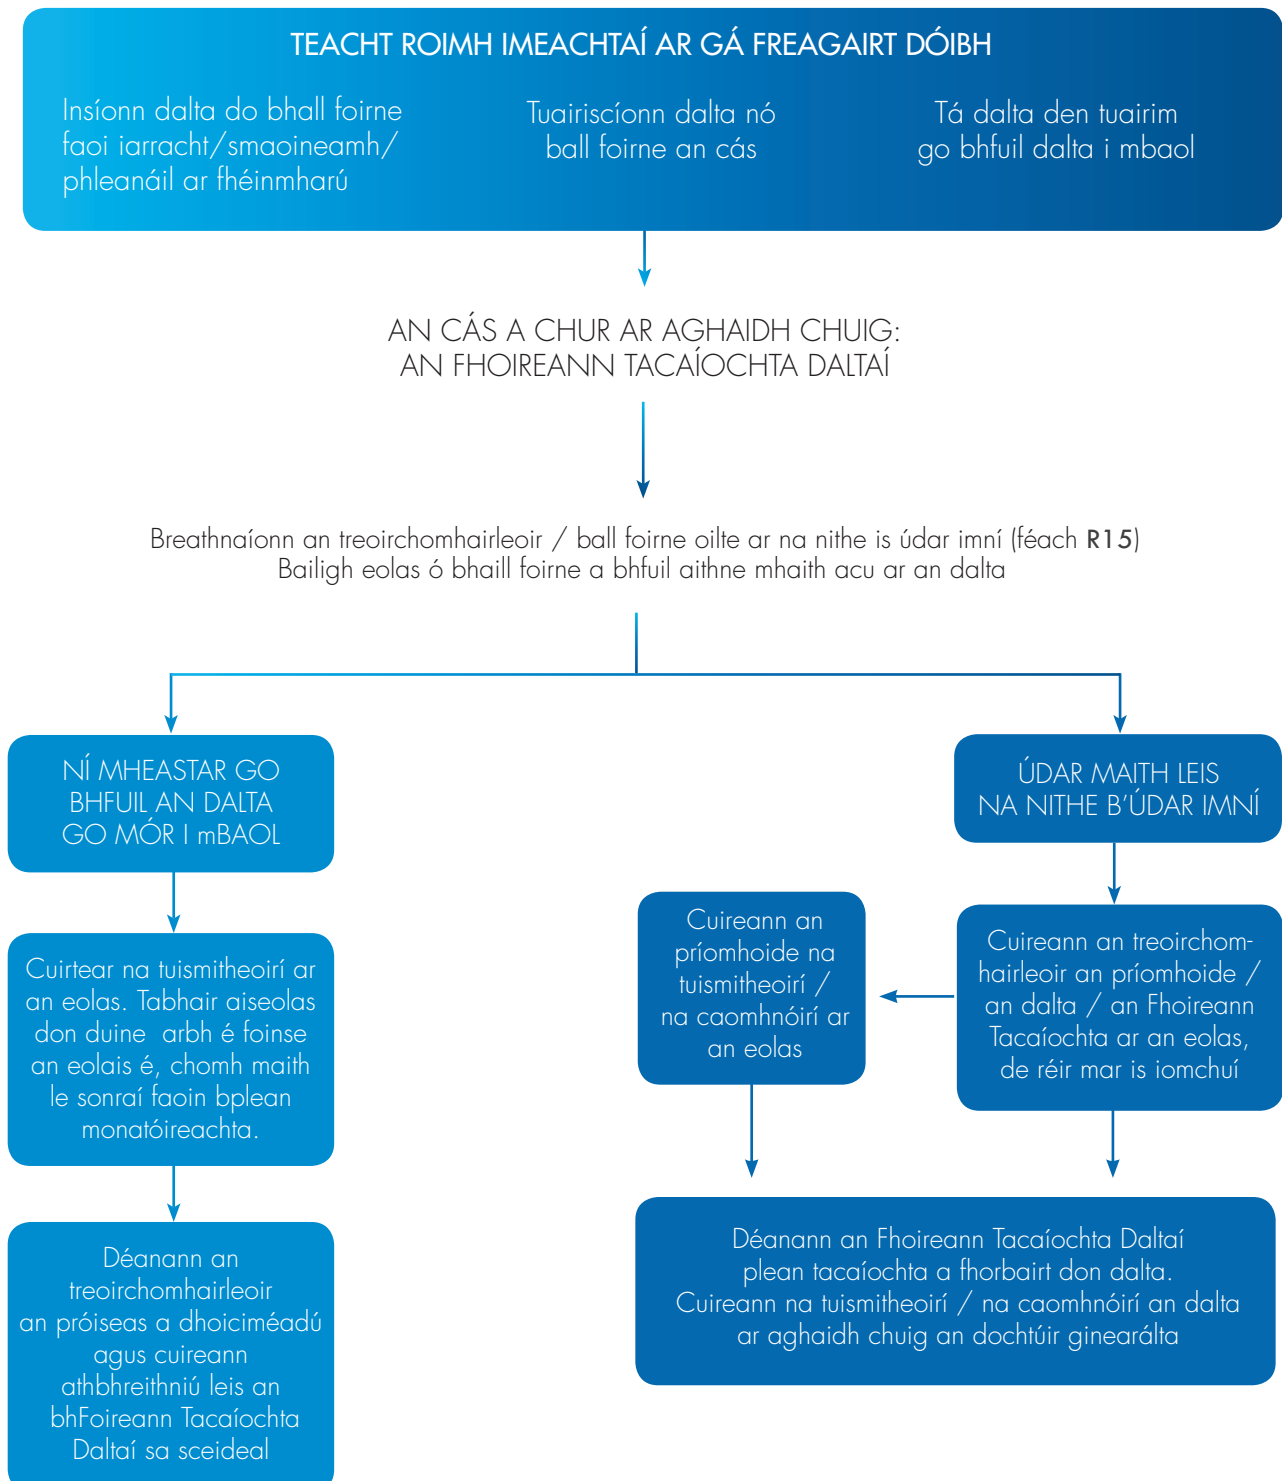 TEACHT ROIMH IMEACHTAÍ AR GÁ FREAGAIRT DÓIBH
Insíonn dalta do bhall foirne
faoi iarracht/smaoineamh/
phleanáil ar fhéinmharú
Tuairiscíonn dalta nó
ball foirne an cás
Tá dalta den tuairim
go bhfuil dalta i mbaol
AN CÁS A CHUR AR AGHAIDH CHUIG:
AN FHOIREANN TACAÍOCHTA DALTAÍ
Breathnaíonn an treoirchomhairleoir / ball foirne oilte ar na nithe is údar imní (féach R15)
Bailigh eolas ó bhaill foirne a bhfuil aithne mhaith acu ar an dalta
NÍ MHEASTAR GO
BHFUIL AN DALTA
GO MÓR I mBAOL
Cuirtear na tuismitheoirí ar
an eolas. Tabhair aiseolas
don duine arbh é foinse
an eolais é, chomh maith
le sonraí faoin bplean
monatóireachta.
Déanann an
treoirchomhairleoir
an próiseas a dhoiciméadú
agus cuireann
athbhreithniú leis an
bhFoireann Tacaíochta
Daltaí sa sceideal
ÚDAR MAITH LEIS
NA NITHE B'ÚDAR IMNÍ
Cuireann an treoirchom-
hairleoir an príomhoide /
an dalta / an Fhoireann
Tacaíochta ar an eolas,
de réir mar is iomchuí
Cuireann an
príomhoide na
tuismitheoirí /
na caomhnóirí ar
an eolas
Déanann an Fhoireann Tacaíochta Daltaí
plean tacaíochta a fhorbairt don dalta.
Cuireann na tuismitheoirí / na caomhnóirí an dalta
ar aghaidh chuig an dochtúir ginearálta